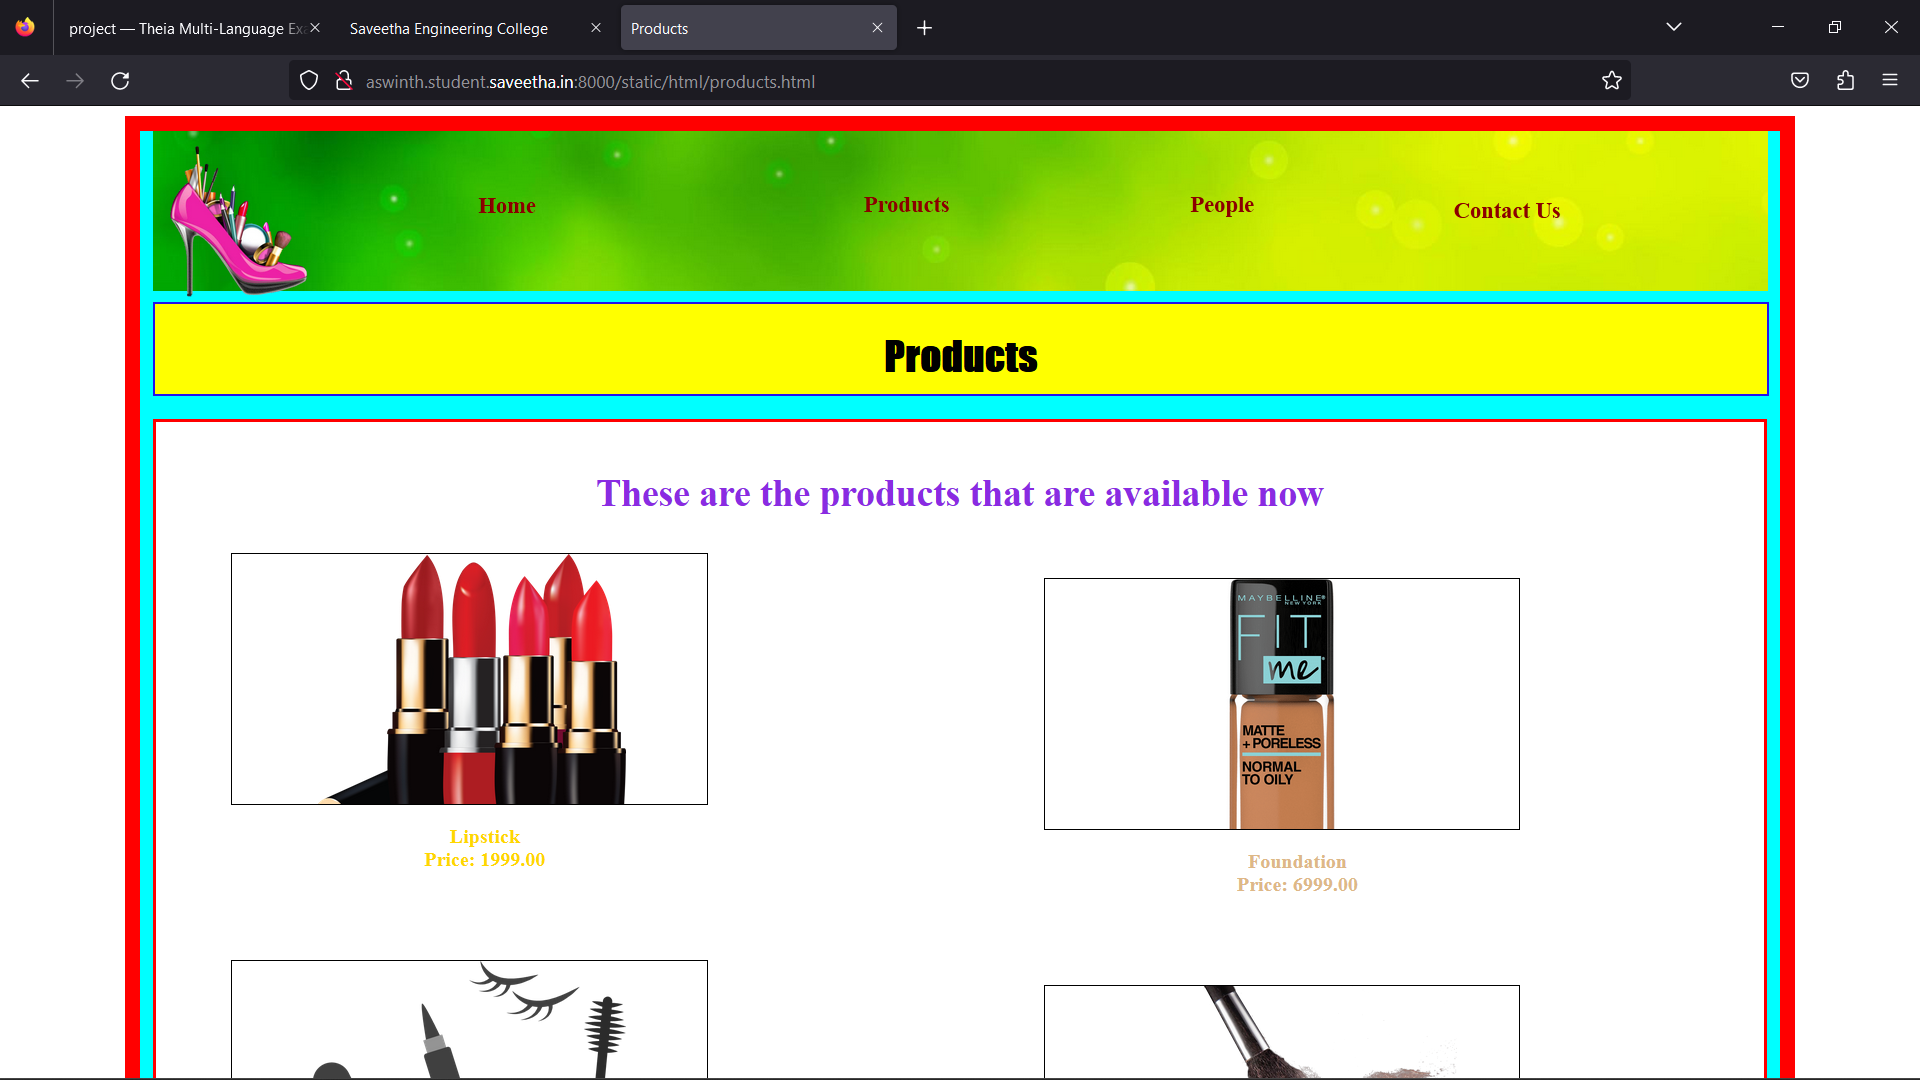 project — Theia Multi-Language Ex
Saveetha Engineering College
Products
aswinth.student.saveetha.in:8000/static/html/products.html
Home
Products
People
Contact Us
Products
These are the products that are available now
MAYBELLINE
NEW YORK
FIT
me
MATTE
+ PORELESS
NORMAL
TO OILY
Lipstick
Price: 1999.00
Foundation
Price: 6999.00